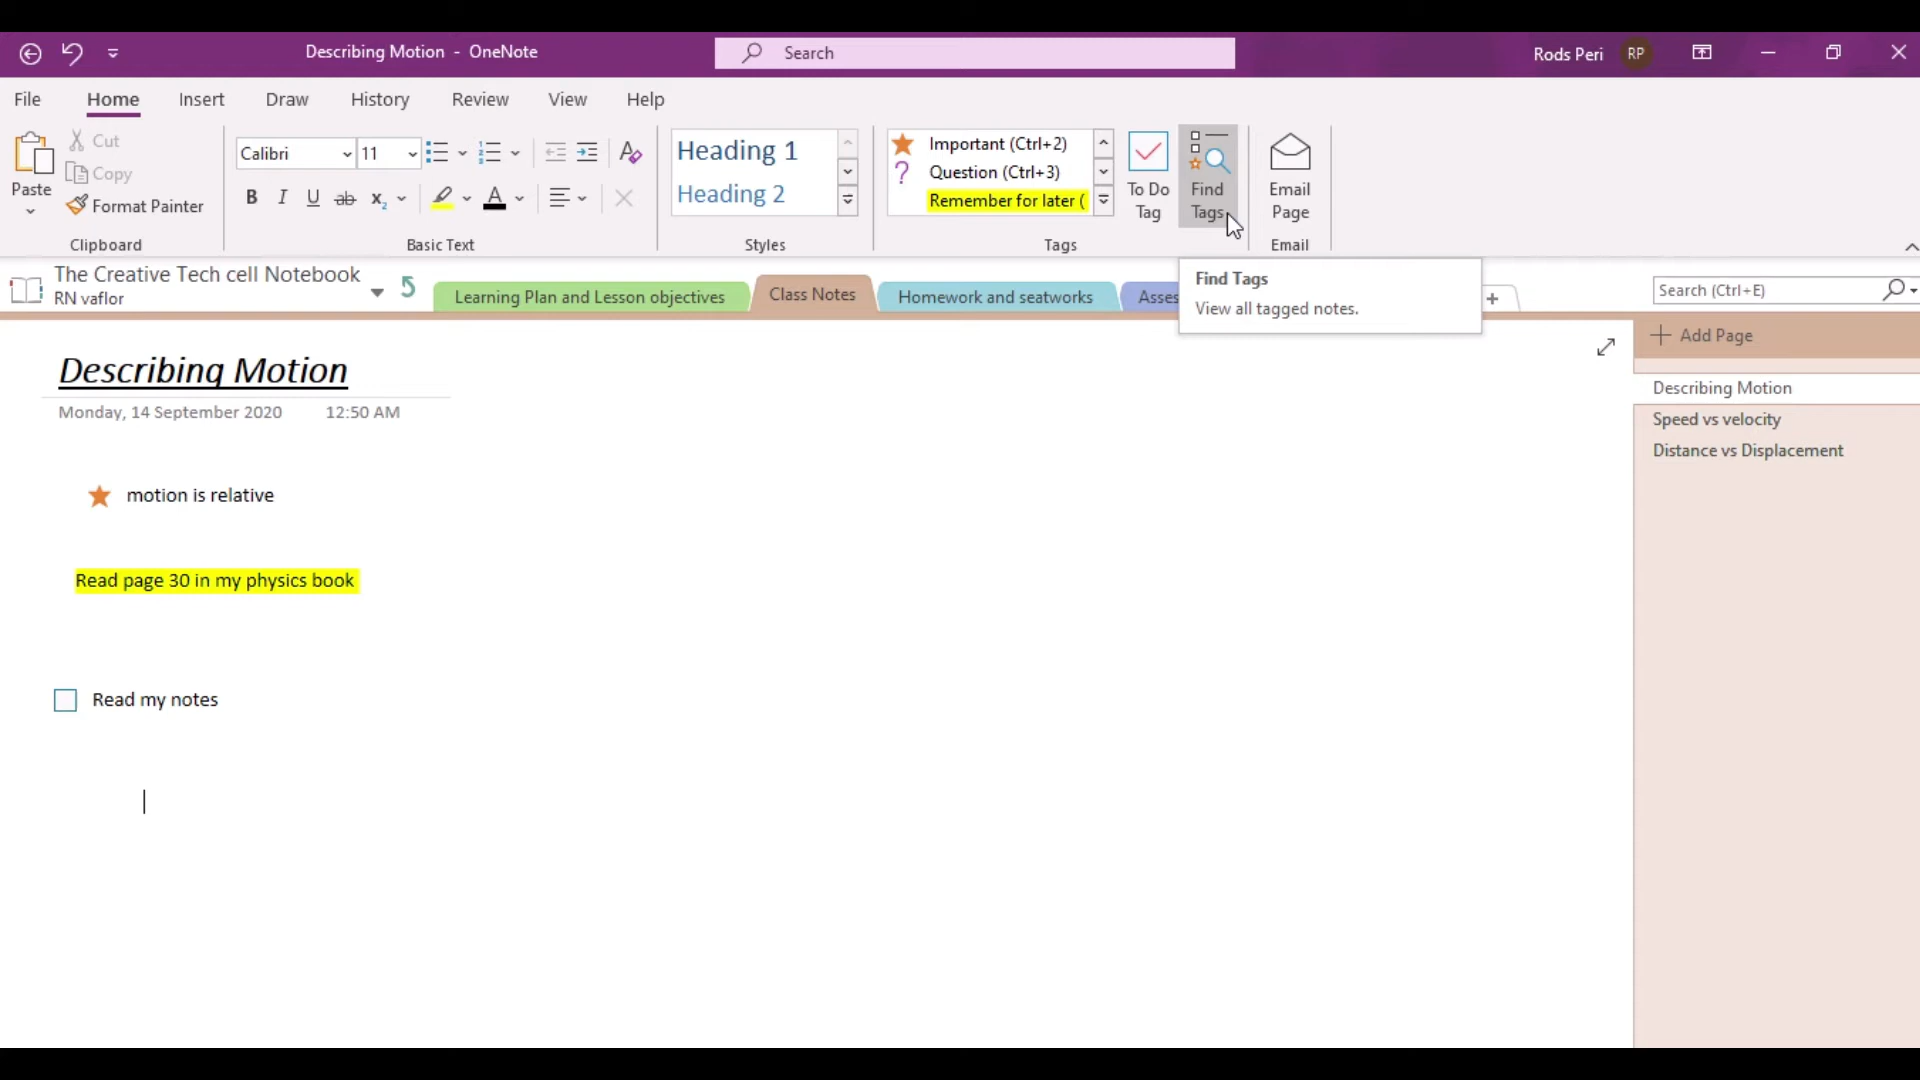 Describing Motion - OneNote
Search
Rods Peri
RP
File
Home
Insert
Draw
History
Review
View
Help
Paste
Cut
Copy
Format Painter
Clipboard
Calibri
11
B
I
U
ab
x2
A
A
Basic Text
Heading 1
Heading 2
Styles
Important (Ctrl+2)
? Question (Ctrl+3)
Remember for later (
Tags
To Do
Tag
Find
Tags
Email
Page
Email
The Creative Tech cell Notebook
RN vaflor
Learning Plan and Lesson objectives
Class Notes
Homework and seatworks
Asses
Find Tags
View all tagged notes.
Search (Ctrl+E)
Describing Motion
Monday, 14 September 2020
12:50 AM
motion is relative
Read page 30 in my physics book
Read my notes
Add Page
Describing Motion
Speed vs velocity
Distance vs Displacement